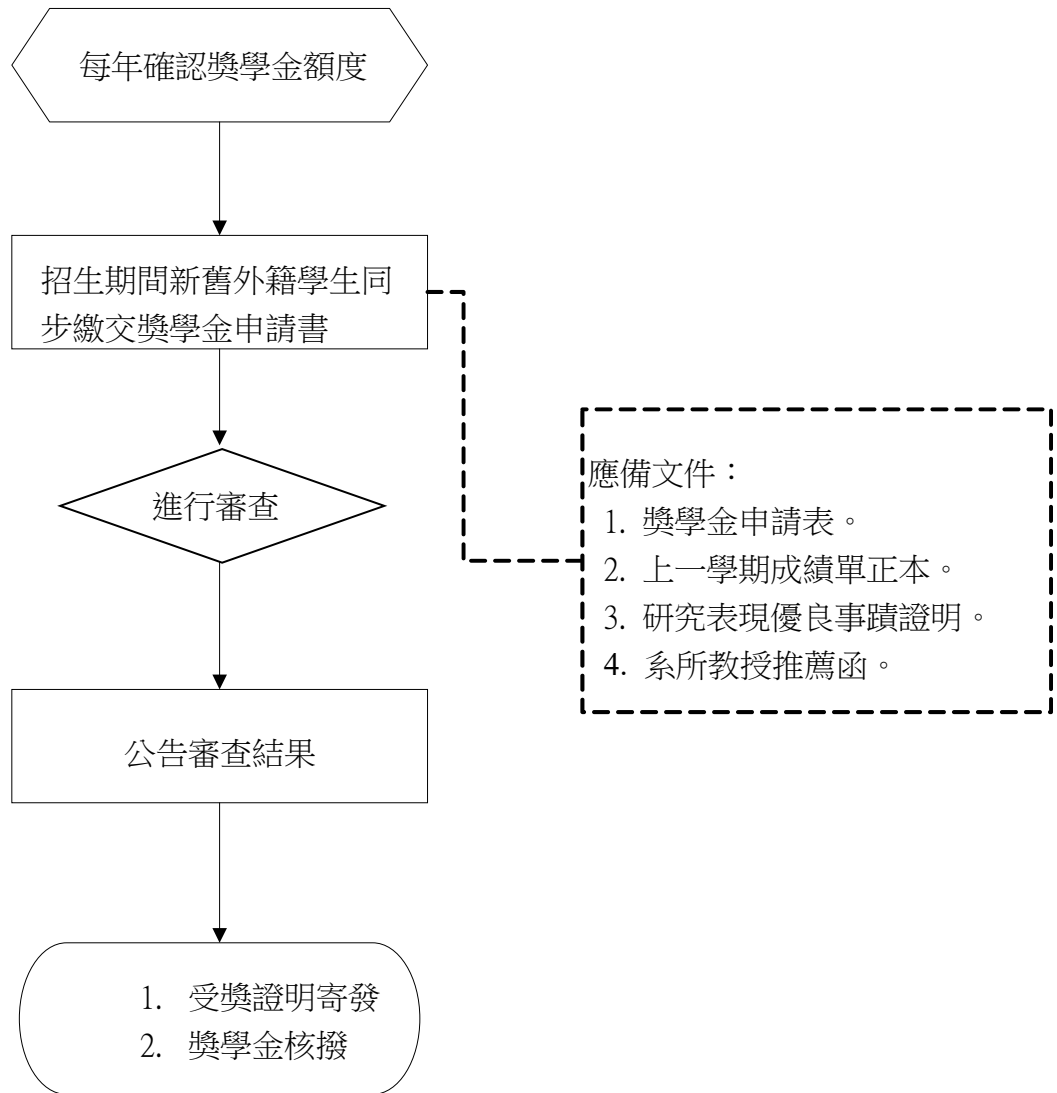 每年確認獎學金額度
招生期間新舊外籍學生同
步繳交獎學金申請書
應備文件：
1. 獎學金申請表。
2. 上一學期成績單正本。
3. 研究表現優良事蹟證明。
4. 系所教授推薦函。
進行審查
公告審查結果
1. 受獎證明寄發
2. 獎學金核撥